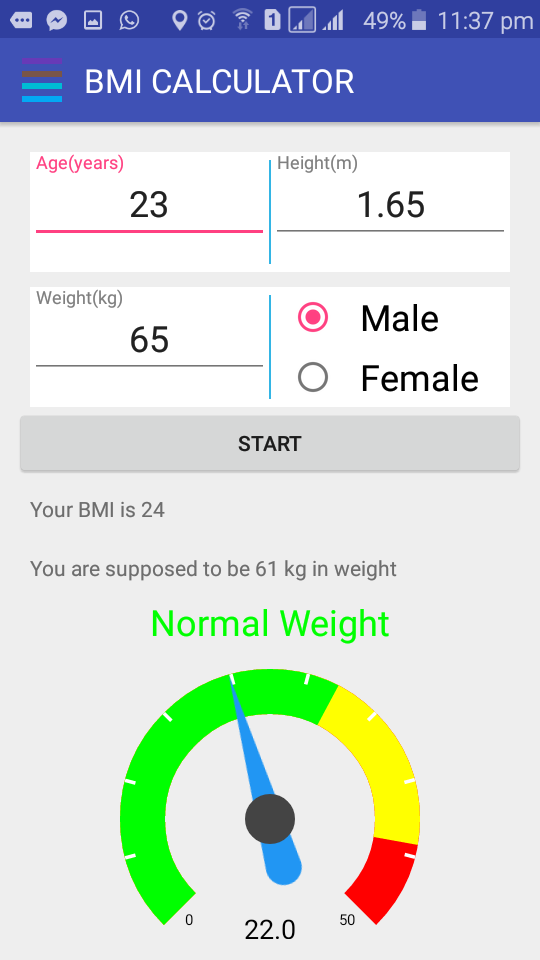 1 49% 11:37 pm
BMI CALCULATOR
Age(years) Height(m)
23 1.65
Weight(kg)
65 Male
Female
START
Your BMI is 24
You are supposed to be 61 kg in weight
Normal Weight
0 22.0 50